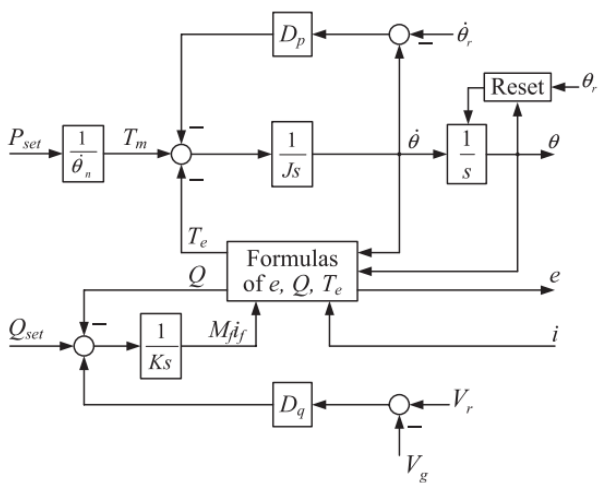 D_p
−
θ̇_r
Reset
θ_r
P_set
1
θ̇_n
T_m
−
−
1
Js
θ̇
1
s
θ
T_e
Formulas
of e, Q, T_e
Q
e
−
Q_set
1
Ks
M_f i_f
i
D_q
V_r
−
V_g